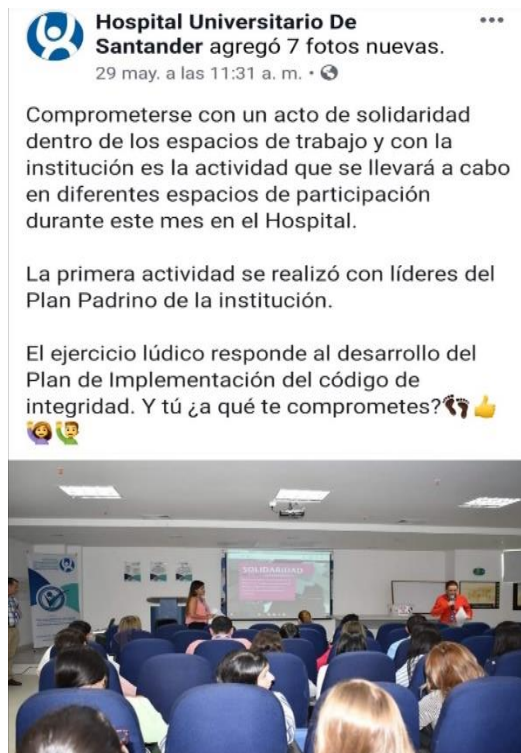 Hospital Universitario De
Santander agregó 7 fotos nuevas.
29 may. a las 11:31 a. m. •
Comprometerse con un acto de solidaridad
dentro de los espacios de trabajo y con la
institución es la actividad que se llevará a cabo
en diferentes espacios de participación
durante este mes en el Hospital.
La primera actividad se realizó con líderes del
Plan Padrino de la institución.
El ejercicio lúdico responde al desarrollo del
Plan de Implementación del código de
integridad. Y tú ¿a qué te comprometes?👣👍
🙋‍♀️🙋‍♂️
SOLIDARIDAD